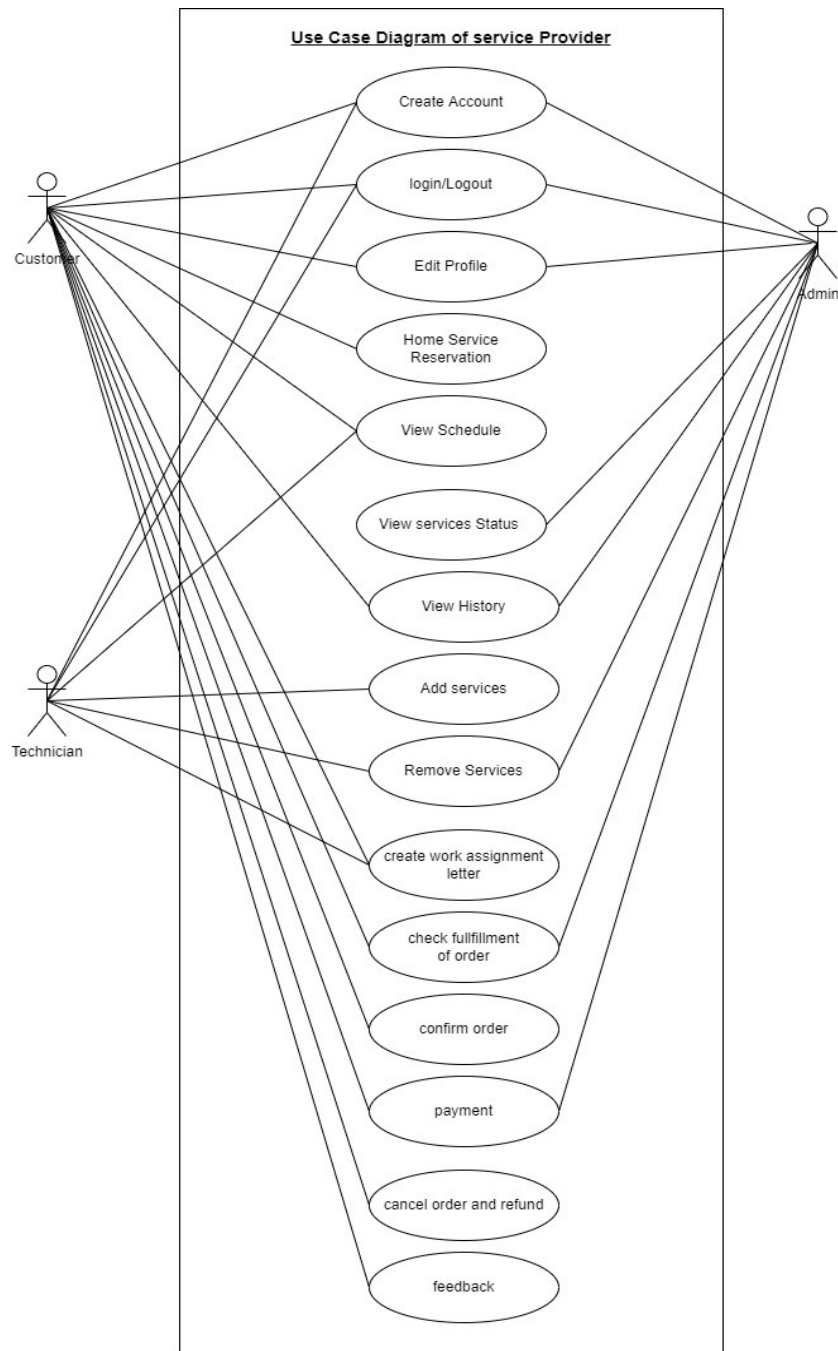 Use Case Diagram of service Provider
Create Account
login/Logout
Customer
Edit Profile
Admin
Home Service
Reservation
View Schedule
View services Status
View History
Add services
Technician
Remove Services
create work assignment
letter
check fullfillment
of order
confirm order
payment
cancel order and refund
feedback